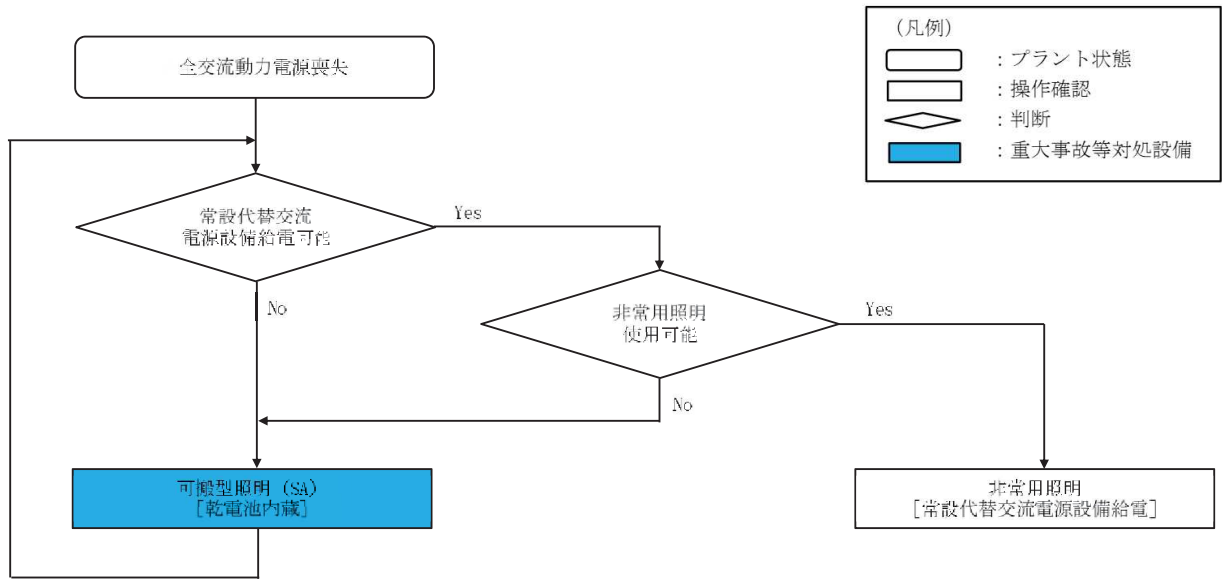 全交流動力電源喪失
(凡例)
：プラント状態
：操作確認
：判断
：重大事故等対処設備
常設代替交流
電源設備給電可能
Yes
No
非常用照明
使用可能
Yes
No
可搬型照明 (SA)
[乾電池内蔵]
非常用照明
[常設代替交流電源設備給電]